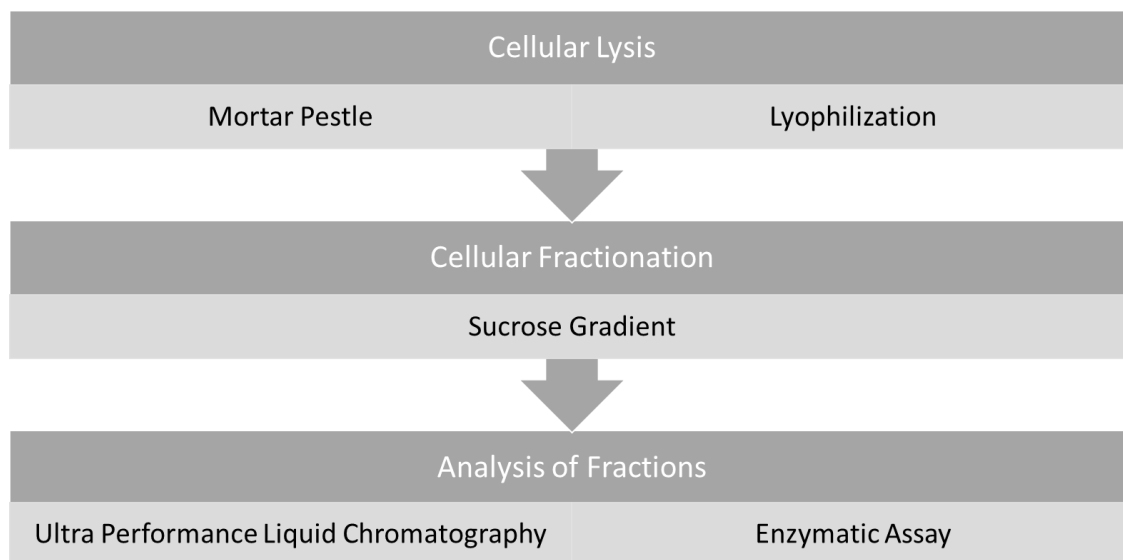 Cellular Lysis
Mortar Pestle
Lyophilization
Cellular Fractionation
Sucrose Gradient
Analysis of Fractions
Ultra Performance Liquid Chromatography
Enzymatic Assay